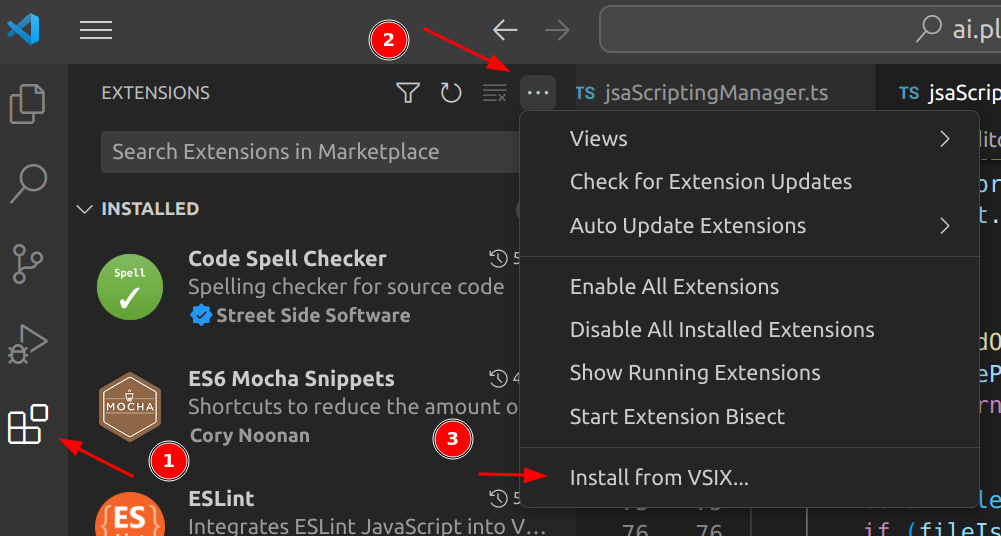 ai.pl
2
EXTENSIONS
...
TS jsaScriptingManager.ts
TS jsaScrip
Search Extensions in Marketplace
INSTALLED
Code Spell Checker
Spelling checker for source code
Street Side Software
Spell
ES6 Mocha Snippets
Shortcuts to reduce the amount o
Cory Noonan
MOCHA
1
ESLint
Integrates ESLint JavaScript into V...
ES
Views
Check for Extension Updates
Auto Update Extensions
Enable All Extensions
Disable All Installed Extensions
Show Running Extensions
Start Extension Bisect
3
Install from VSIX...
76 76 if (fileIs